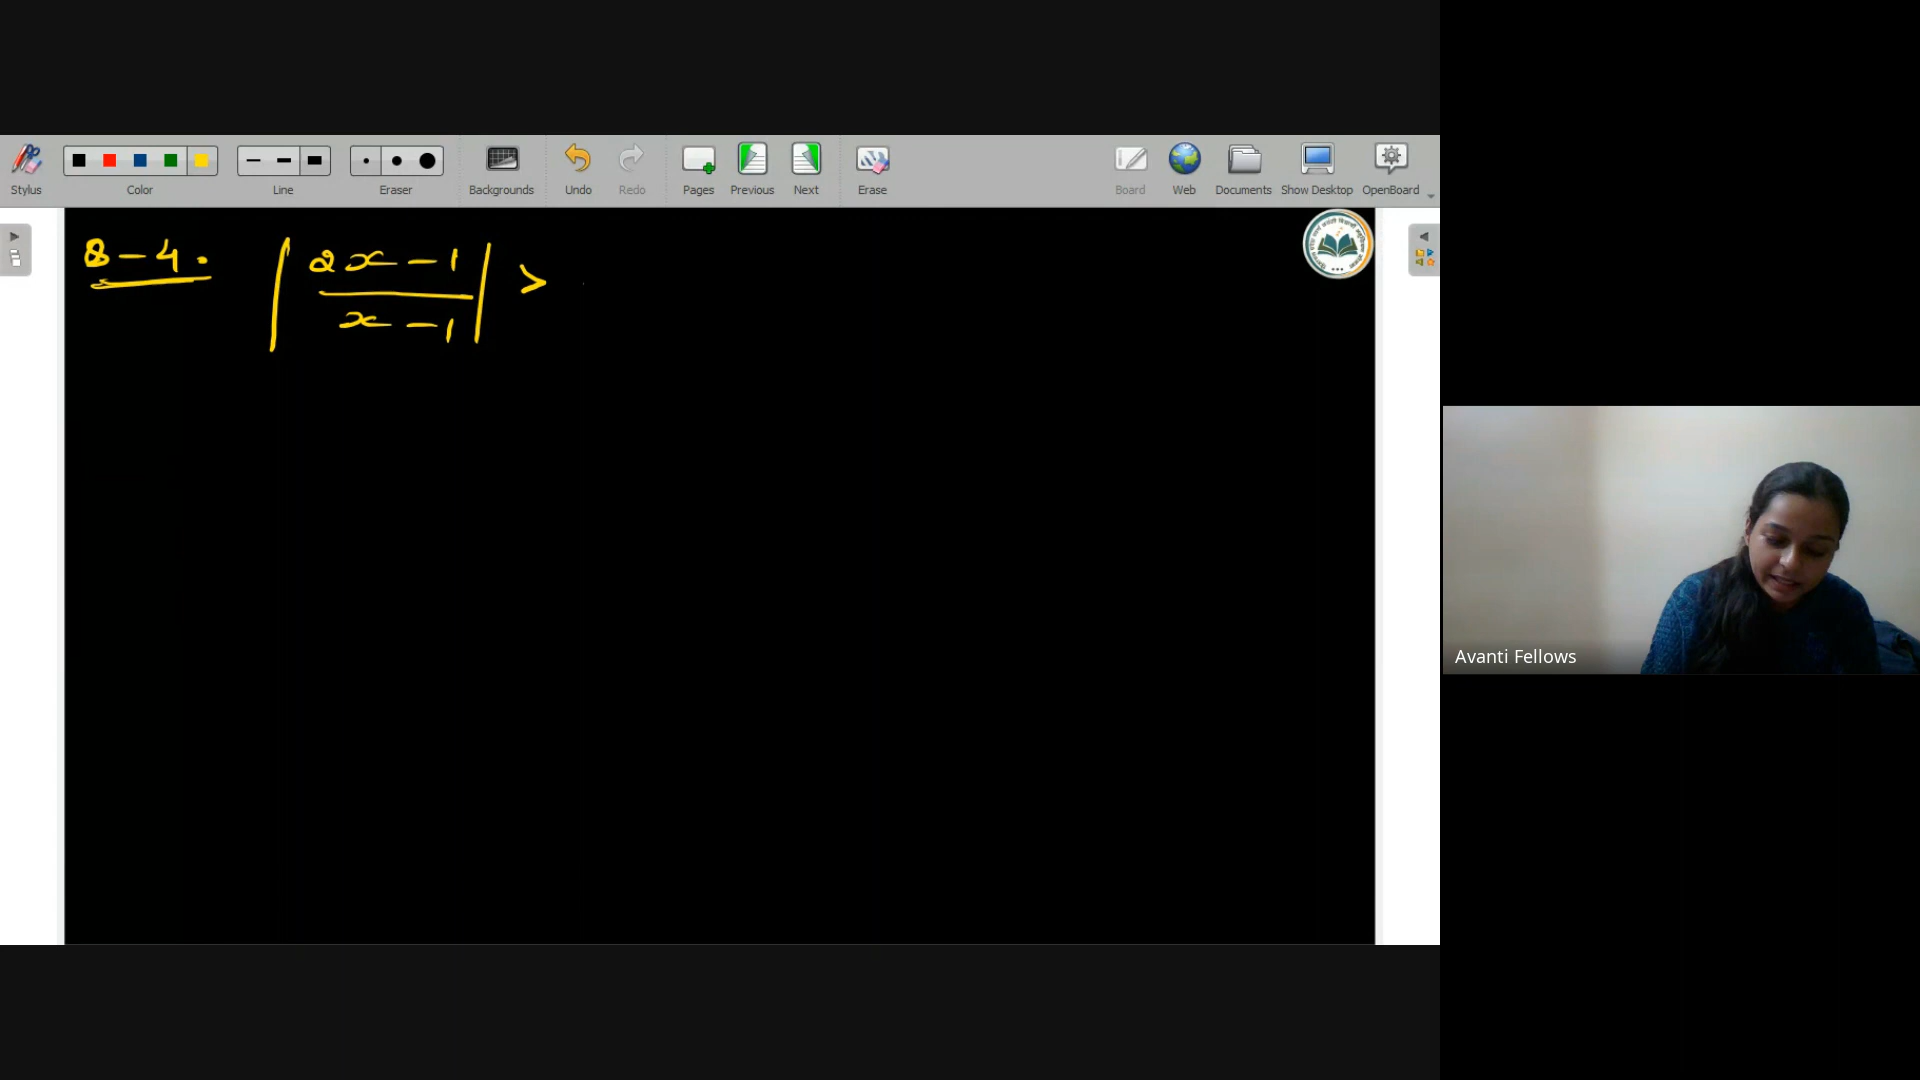 Stylus Color Line Eraser Backgrounds Undo Redo Pages Previous Next Erase Board Web Documents Show Desktop OpenBoard
8-4. | 2x-1 / x-1 | >
Avanti Fellows